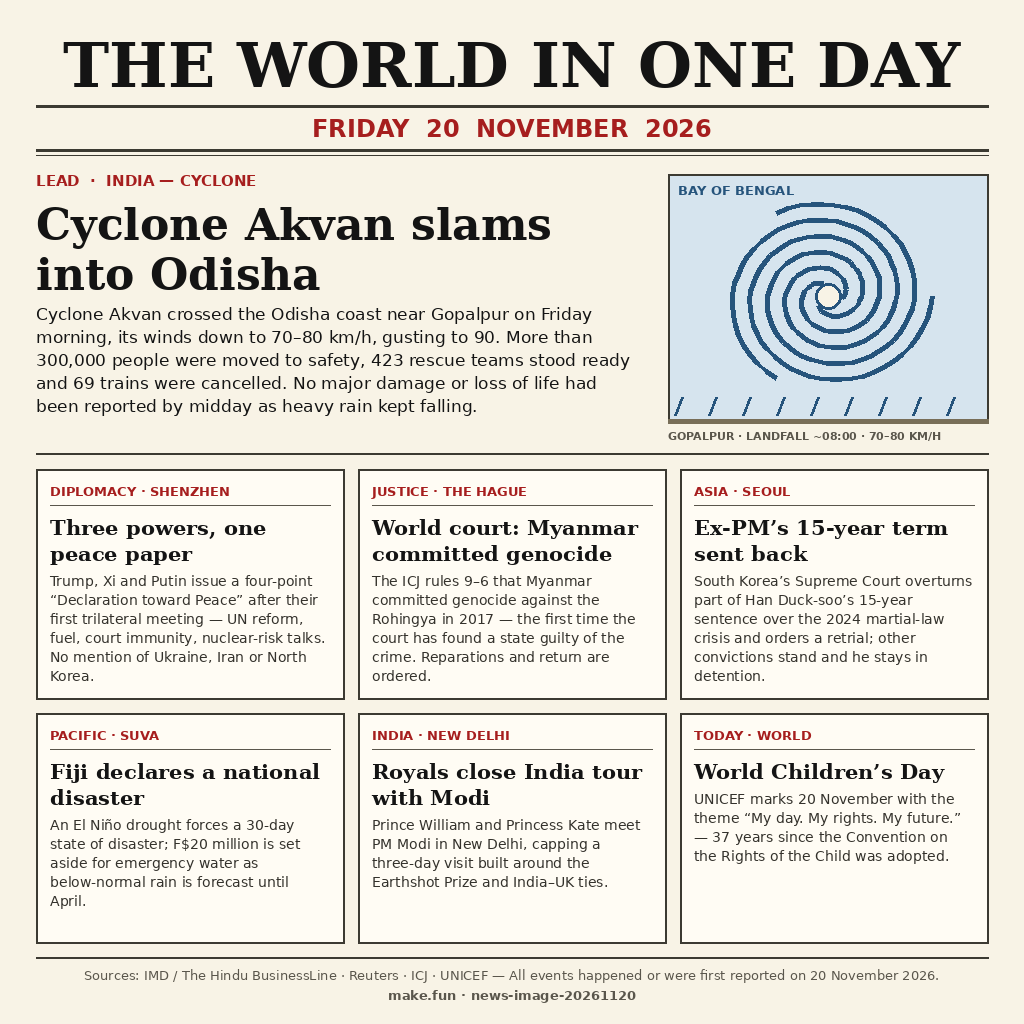 THE WORLD IN ONE DAY
FRIDAY 20 NOVEMBER 2026
LEAD · INDIA — CYCLONE
Cyclone Akvan slams
into Odisha
Cyclone Akvan crossed the Odisha coast near Gopalpur on Friday
morning, its winds down to 70–80 km/h, gusting to 90. More than
300,000 people were moved to safety, 423 rescue teams stood ready
and 69 trains were cancelled. No major damage or loss of life had
been reported by midday as heavy rain kept falling.
BAY OF BENGAL
GOPALPUR · LANDFALL ~08:00 · 70–80 KM/H
DIPLOMACY · SHENZHEN
Three powers, one
peace paper
Trump, Xi and Putin issue a four-point
“Declaration toward Peace” after their
first trilateral meeting — UN reform,
fuel, court immunity, nuclear-risk talks.
No mention of Ukraine, Iran or North
Korea.
JUSTICE · THE HAGUE
World court: Myanmar
committed genocide
The ICJ rules 9–6 that Myanmar
committed genocide against the
Rohingya in 2017 — the first time the
court has found a state guilty of the
crime. Reparations and return are
ordered.
ASIA · SEOUL
Ex-PM’s 15-year term
sent back
South Korea’s Supreme Court overturns
part of Han Duck-soo’s 15-year
sentence over the 2024 martial-law
crisis and orders a retrial; other
convictions stand and he stays in
detention.
PACIFIC · SUVA
Fiji declares a national
disaster
An El Niño drought forces a 30-day
state of disaster; F$20 million is set
aside for emergency water as
below-normal rain is forecast until
April.
INDIA · NEW DELHI
Royals close India tour
with Modi
Prince William and Princess Kate meet
PM Modi in New Delhi, capping a
three-day visit built around the
Earthshot Prize and India–UK ties.
TODAY · WORLD
World Children’s Day
UNICEF marks 20 November with the
theme “My day. My rights. My future.”
— 37 years since the Convention on
the Rights of the Child was adopted.
Sources: IMD / The Hindu BusinessLine · Reuters · ICJ · UNICEF — All events happened or were first reported on 20 November 2026.
make.fun · news-image-20261120